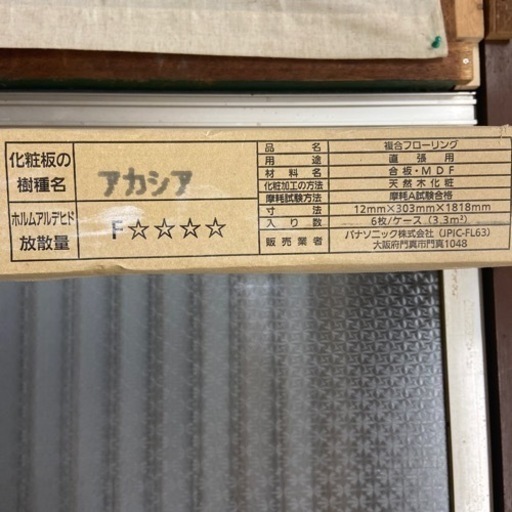 化粧板の
樹種名
アカシア
ホルムアルデヒド
放散量
F☆☆☆☆
品名 複合フローリング
用途 直張用
材料名 合板・MDF
化粧加工の方法 天然木化粧
摩耗試験方法 摩耗A試験合格
寸法 12mm×303mm×1818mm
入り数 6枚/ケース(3.3㎡)
販売業者 パナソニック株式会社(JPIC-FL63)
大阪府門真市門真1048